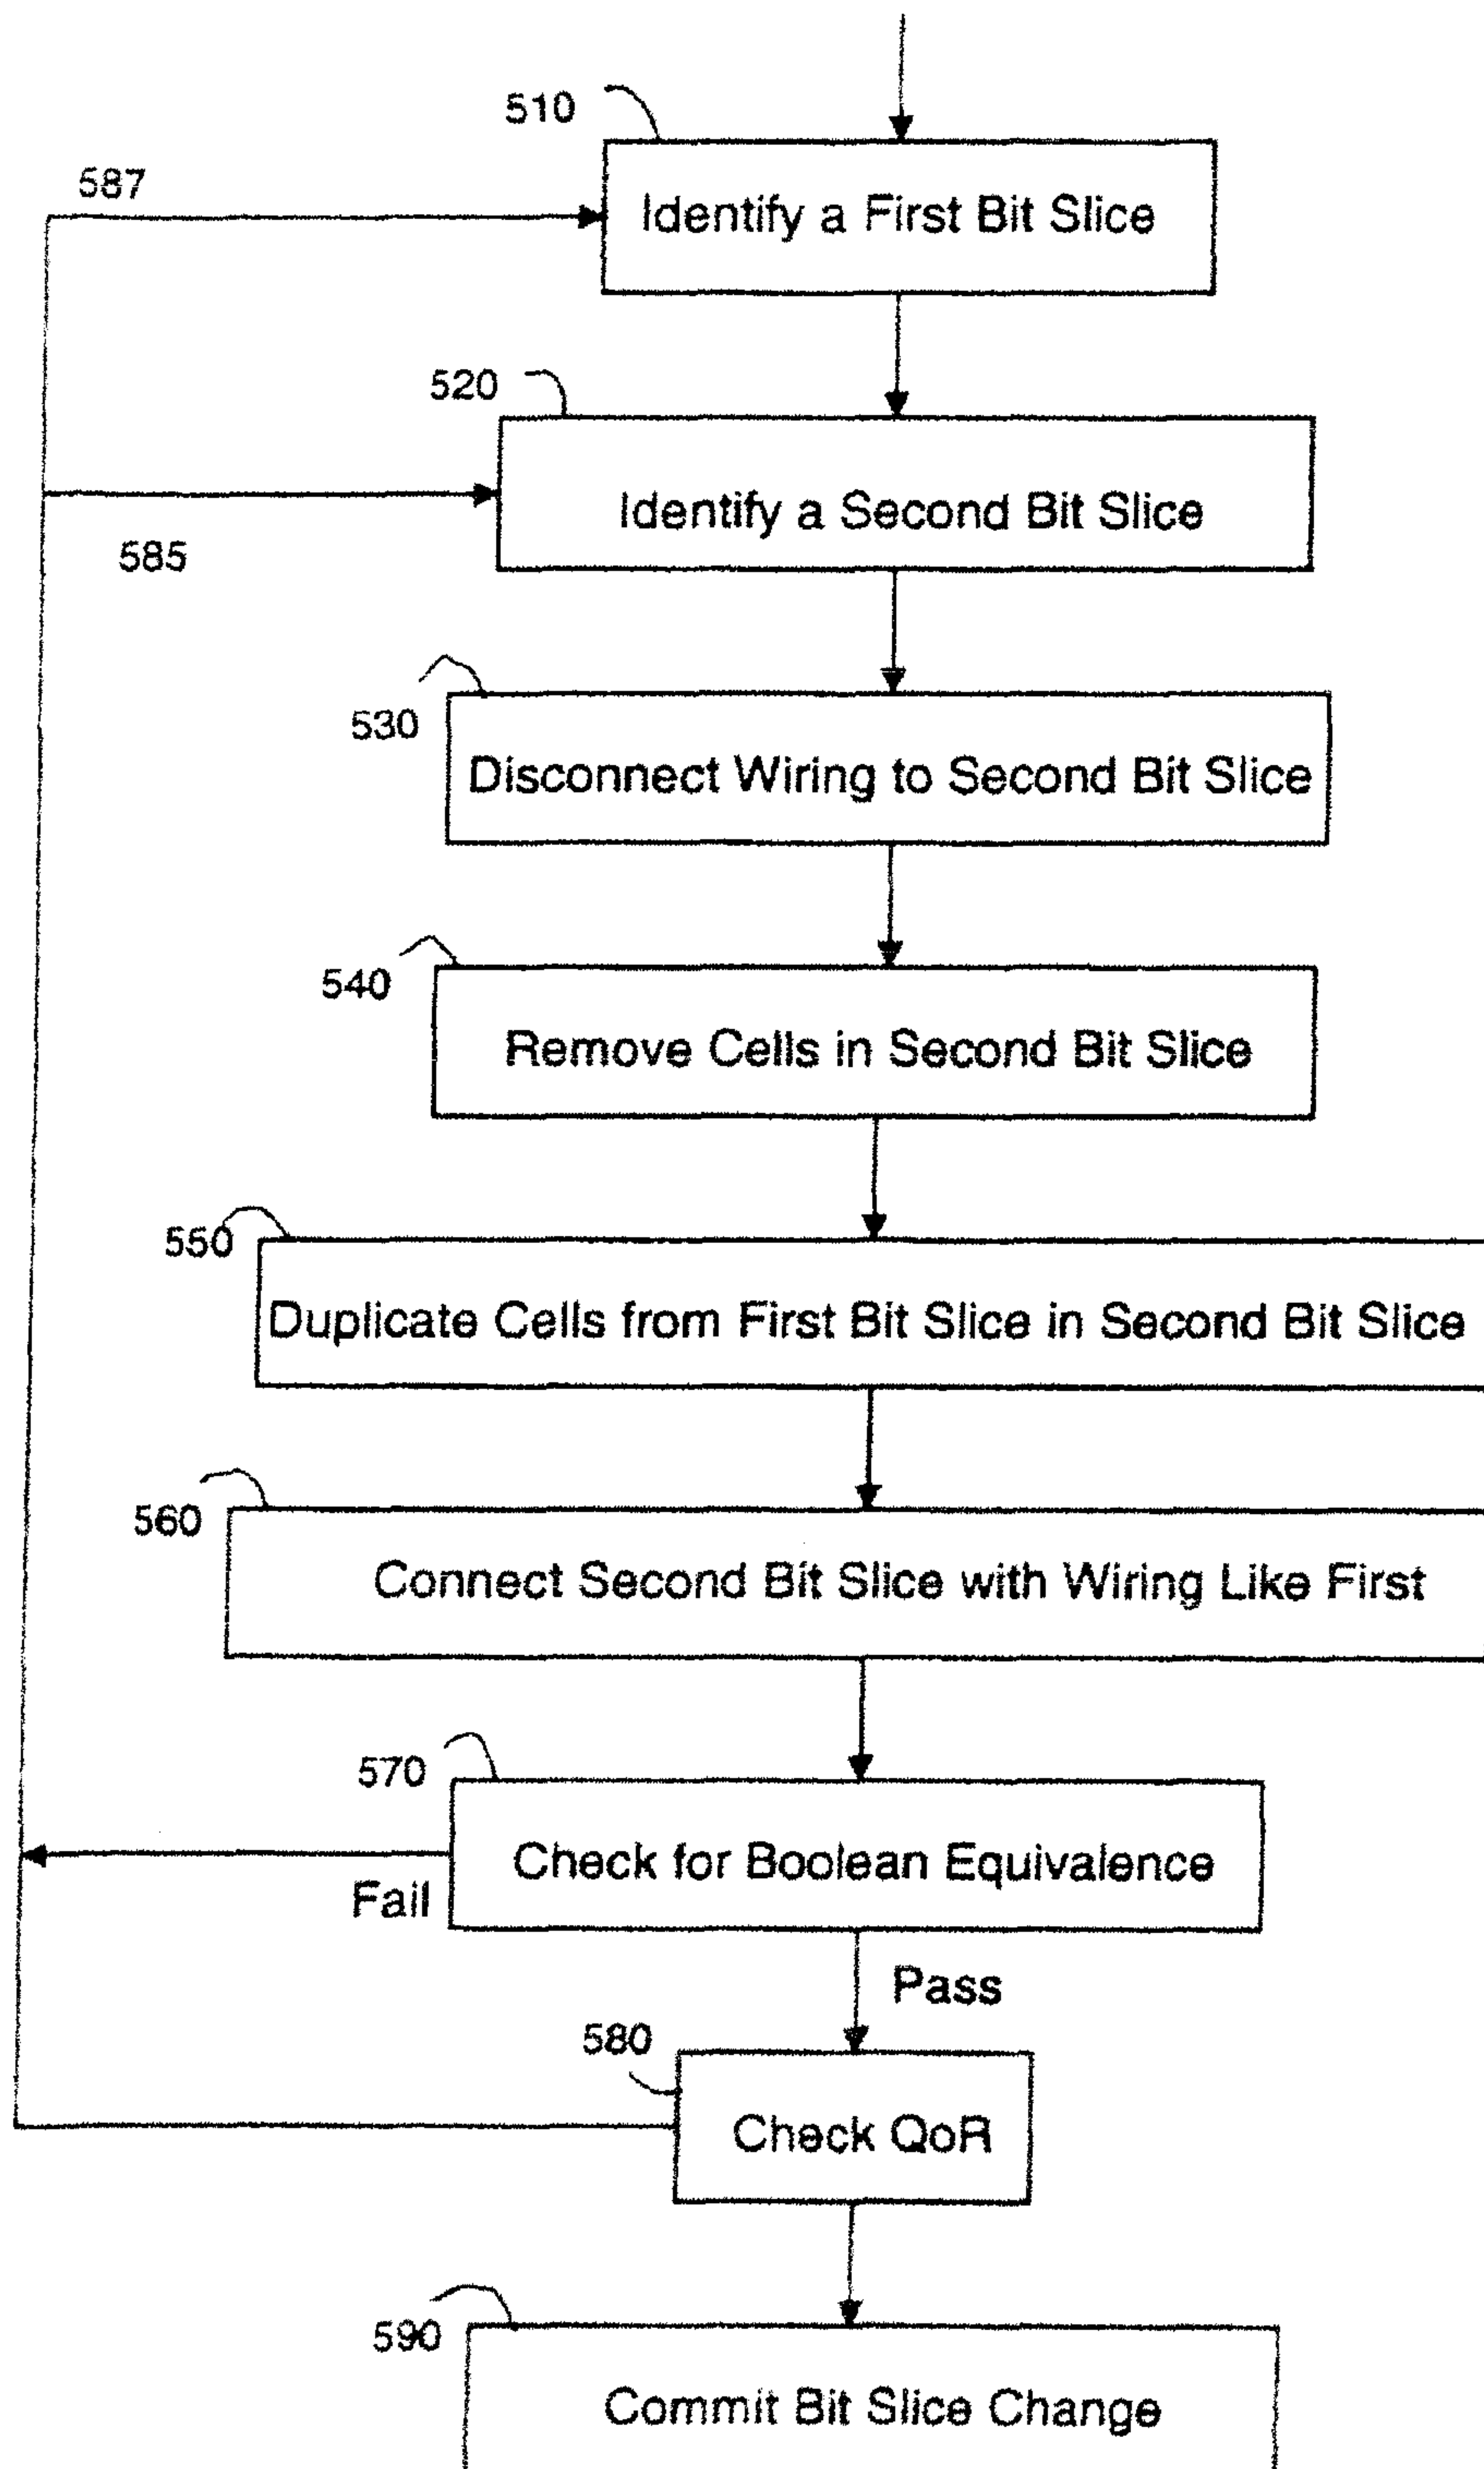 510
587
Identify a First Bit Slice
520
Identify a Second Bit Slice
585
530
Disconnect Wiring to Second Bit Slice
540
Remove Cells in Second Bit Slice
550
Duplicate Cells from First Bit Slice in Second Bit Slice
560
Connect Second Bit Slice with Wiring Like First
570
Check for Boolean Equivalence
Fail
Pass
580
Check QoR
590
Commit Bit Slice Change